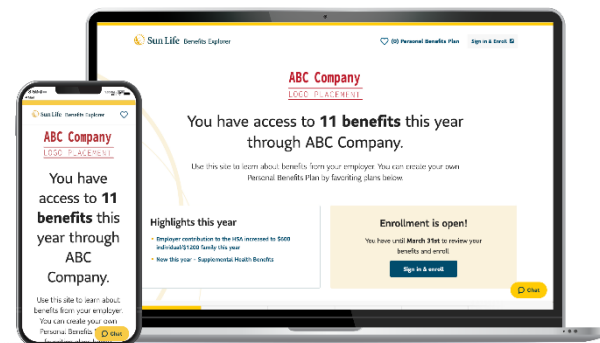 Sun Life Benefits Explorer
(0) Personal Benefits Plan
Sign in & Enroll
ABC Company
LOGO PLACEMENT
You have access to 11 benefits this year
through ABC Company.
Use this site to learn about benefits from your employer. You can create your own
Personal Benefits Plan by favoriting plans below.
Highlights this year
• Employer contribution to the HSA increased to $600
individual/$1200 family this year
• New this year - Supplemental Health Benefits
Enrollment is open!
You have until March 31st to review your
benefits and enroll
Sign in & enroll
Chat
Sun Life Benefits Explorer
ABC Company
LOGO PLACEMENT
You have
access to 11
benefits this
year through
ABC
Company.
Use this site to learn about
benefits from your employer.
You can create your own
Personal Benefits
Chat